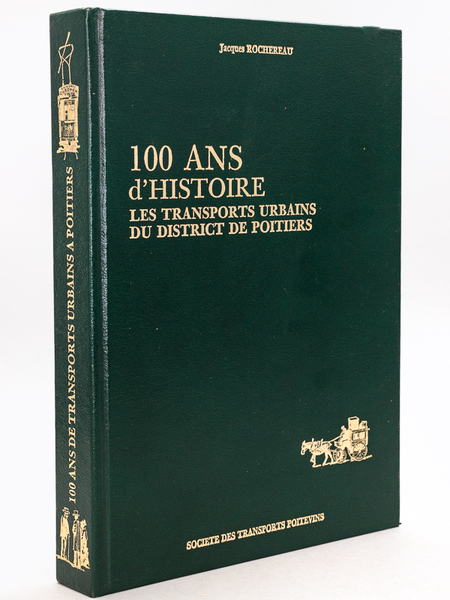 Jacques ROCHEREAU
100 ANS
d'HISTOIRE
LES TRANSPORTS URBAINS
DU DISTRICT DE POITIERS
SOCIETE DES TRANSPORTS POITEVINS
100 ANS DE TRANSPORTS URBAINS A POITIERS